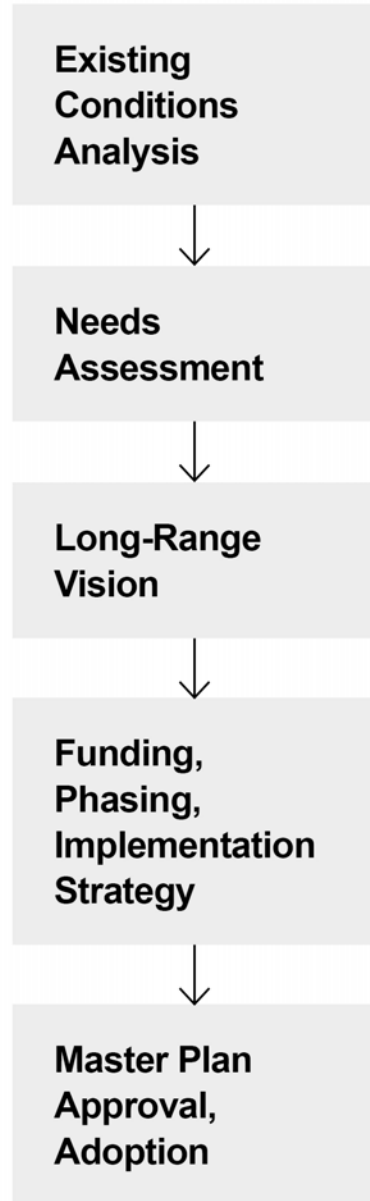 Existing
Conditions
Analysis
Needs
Assessment
Long-Range
Vision
Funding,
Phasing,
Implementation
Strategy
Master Plan
Approval,
Adoption